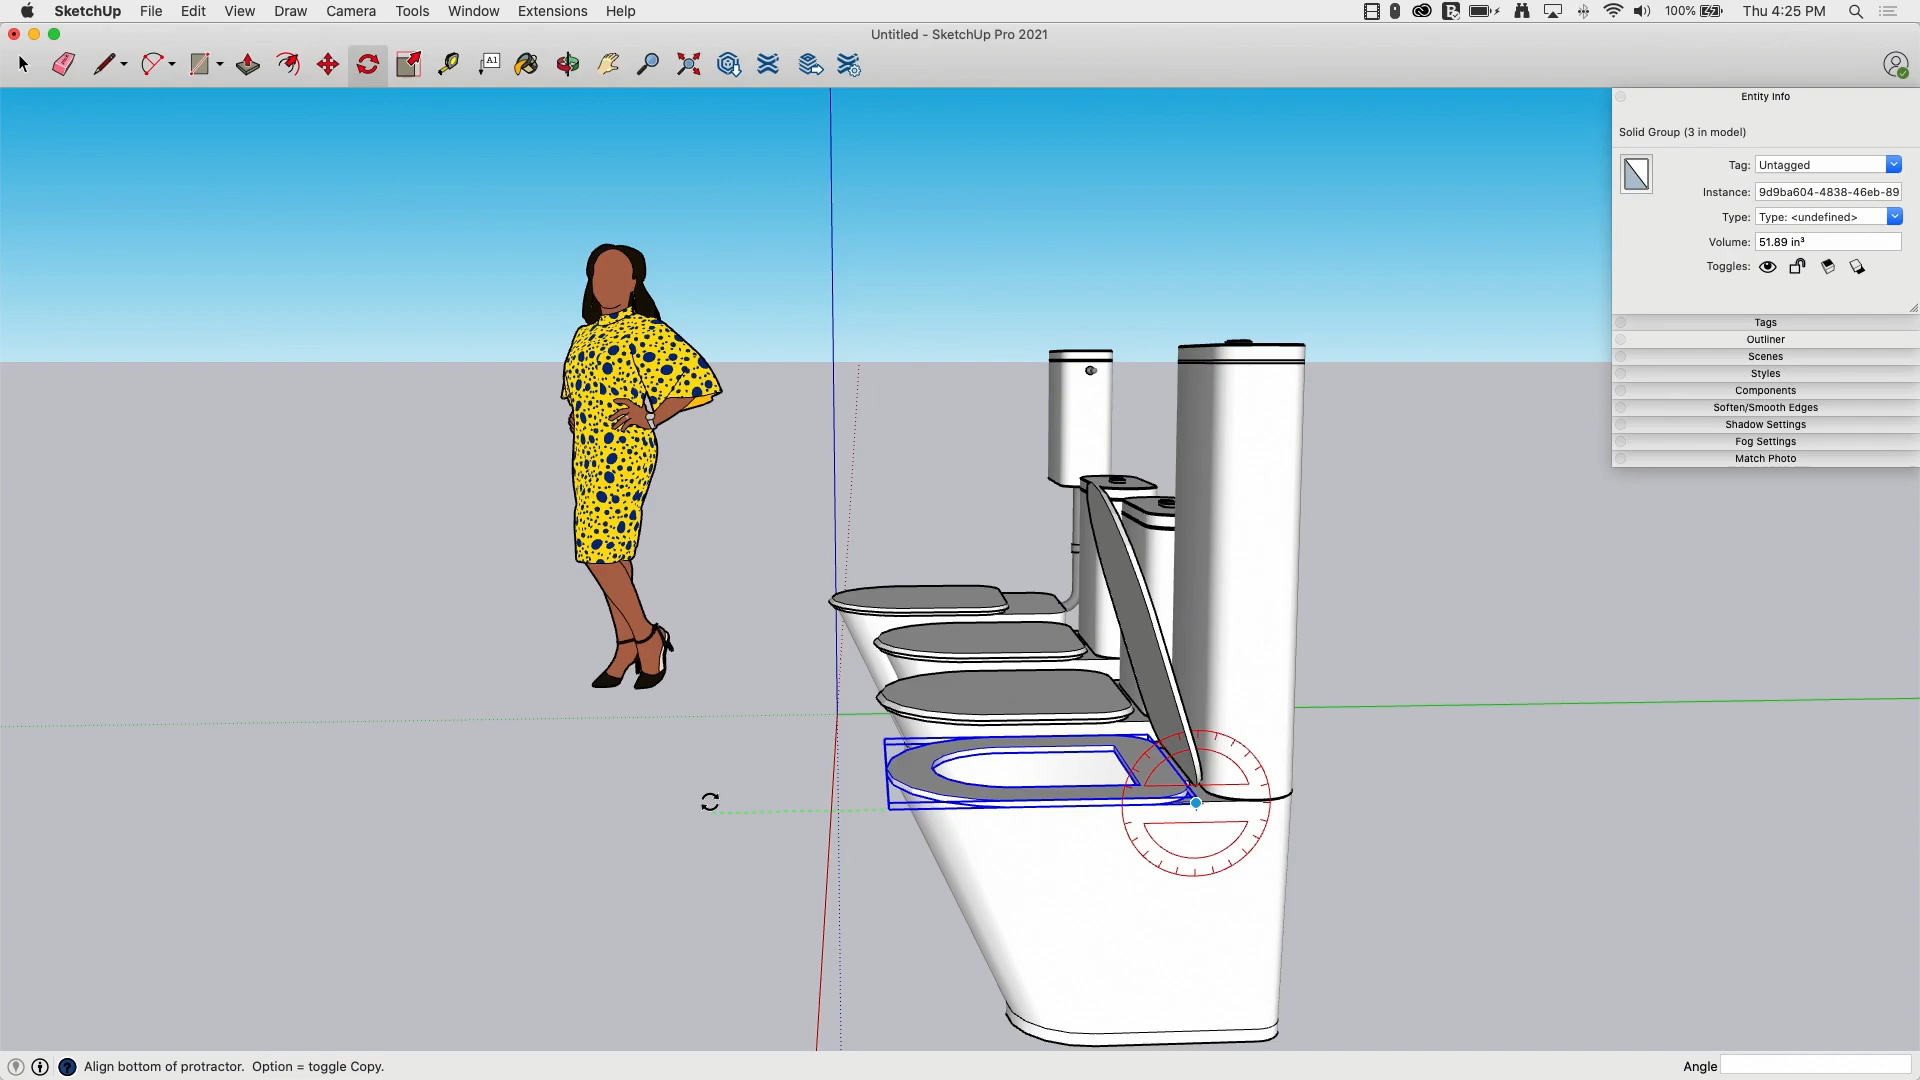 SketchUp File Edit View Draw Camera Tools Window Extensions Help 100% Thu 4:25 PM
Untitled - SketchUp Pro 2021
A1
Entity Info
Solid Group (3 in model)
Tag: Untagged
Instance: 9d9ba604-4838-46eb-89
Type: Type: <undefined>
Volume: 51.89 in³
Toggles:
Tags
Outliner
Scenes
Styles
Components
Soften/Smooth Edges
Shadow Settings
Fog Settings
Match Photo
Align bottom of protractor. Option = toggle Copy.
Angle